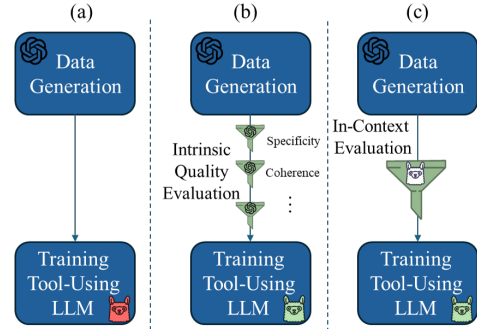 (a)
Data
Generation
Training
Tool-Using
LLM
(b)
Data
Generation
Intrinsic
Quality
Evaluation
Specificity
Coherence
⋮
Training
Tool-Using
LLM
(c)
Data
Generation
In-Context
Evaluation
Training
Tool-Using
LLM